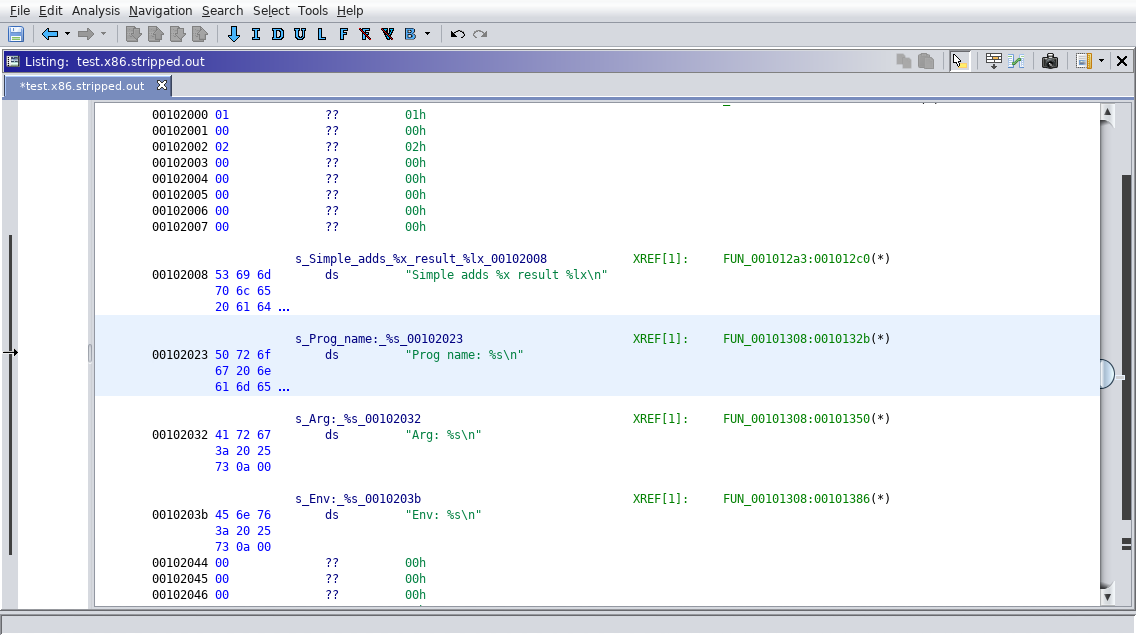 File Edit Analysis Navigation Search Select Tools Help
I D U L F B
Listing: test.x86.stripped.out
*test.x86.stripped.out
00102000 01 ?? 01h
00102001 00 ?? 00h
00102002 02 ?? 02h
00102003 00 ?? 00h
00102004 00 ?? 00h
00102005 00 ?? 00h
00102006 00 ?? 00h
00102007 00 ?? 00h
s_Simple_adds_%x_result_%lx_00102008 XREF[1]: FUN_001012a3:001012c0(*)
00102008 53 69 6d ds "Simple adds %x result %lx\n"
70 6c 65
20 61 64 ...
s_Prog_name:_%s_00102023 XREF[1]: FUN_00101308:0010132b(*)
00102023 50 72 6f ds "Prog name: %s\n"
67 20 6e
61 6d 65 ...
s_Arg:_%s_00102032 XREF[1]: FUN_00101308:00101350(*)
00102032 41 72 67 ds "Arg: %s\n"
3a 20 25
73 0a 00
s_Env:_%s_0010203b XREF[1]: FUN_00101308:00101386(*)
0010203b 45 6e 76 ds "Env: %s\n"
3a 20 25
73 0a 00
00102044 00 ?? 00h
00102045 00 ?? 00h
00102046 00 ?? 00h